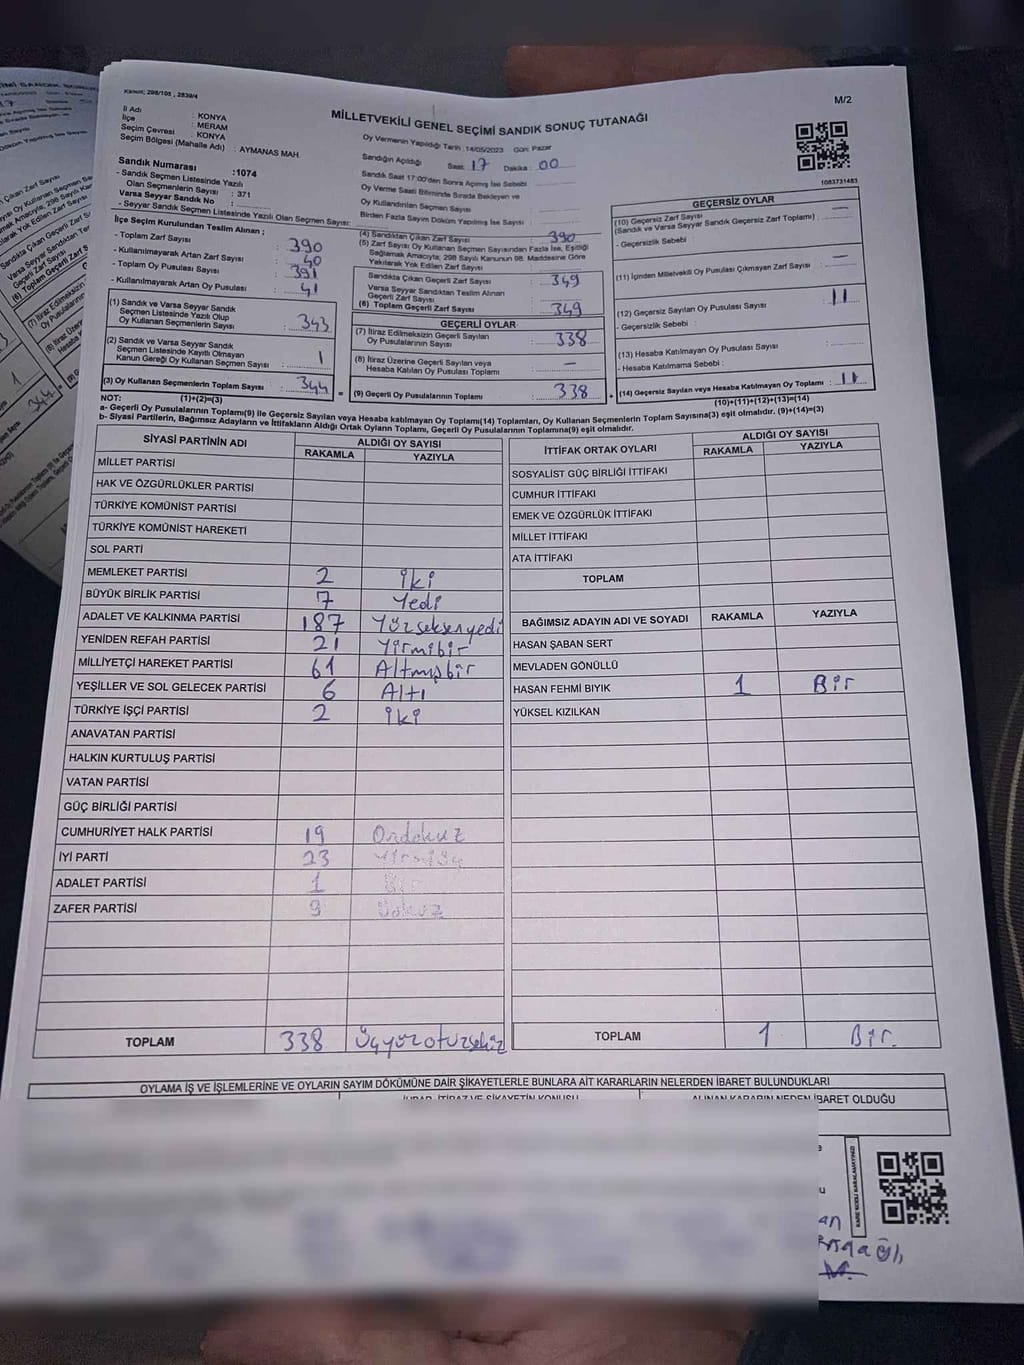 Kanun; 298/105 , 2839/4
M/2
MİLLETVEKİLİ GENEL SEÇİMİ SANDIK SONUÇ TUTANAĞI
İl Adı : KONYA
İlçe : MERAM
Seçim Çevresi : KONYA
Seçim Bölgesi (Mahalle Adı) : AYMANAS MAH.
Oy Vermenin Yapıldığı Tarih :14/05/2023 Gün: Pazar
Sandığın Açıldığı Saat: 17 Dakika : 00
Sandık Saat 17:00'den Sonra Açılmış İse Sebebi :
Oy Verme Saati Bitiminde Sırada Bekleyen ve
Oy Kullandırılan Seçmen Sayısı :
Birden Fazla Sayım Döküm Yapılmış İse Sayısı :
1083731483
Sandık Numarası :1074
- Sandık Seçmen Listesinde Yazılı
Olan Seçmenlerin Sayısı : 371
Varsa Seyyar Sandık No :
- Seyyar Sandık Seçmen Listesinde Yazılı Olan Seçmen Sayısı:
İlçe Seçim Kurulundan Teslim Alınan ;
- Toplam Zarf Sayısı : 390
- Kullanılmayarak Artan Zarf Sayısı : 40
- Toplam Oy Pusulası Sayısı : 391
- Kullanılmayarak Artan Oy Pusulası : 41
(1) Sandık ve Varsa Seyyar Sandık
Seçmen Listesinde Yazılı Olup
Oy Kullanan Seçmenlerin Sayısı : 343
(2) Sandık ve Varsa Seyyar Sandık
Seçmen Listesinde Kayıtlı Olmayan
Kanun Gereği Oy Kullanan Seçmen Sayısı : 1
(3) Oy Kullanan Seçmenlerin Toplam Sayısı : 344
(4) Sandıktan Çıkan Zarf Sayısı : 390
(5) Zarf Sayısı Oy Kullanan Seçmen Sayısından Fazla İse, Eşitliği
Sağlamak Amacıyla; 298 Sayılı Kanunun 98. Maddesine Göre
Yakılarak Yok Edilen Zarf Sayısı :
Sandıkta Çıkan Geçerli Zarf Sayısı : 349
Varsa Seyyar Sandıktan Teslim Alınan
Geçerli Zarf Sayısı :
(6) Toplam Geçerli Zarf Sayısı : 349
GEÇERLİ OYLAR
(7) İtiraz Edilmeksizin Geçerli Sayılan
Oy Pusulalarının Sayısı : 338
(8) İtiraz Üzerine Geçerli Sayılan veya
Hesaba Katılan Oy Pusulası Toplamı : —
= (9) Geçerli Oy Pusulalarının Toplamı : 338
GEÇERSİZ OYLAR
(10) Geçersiz Zarf Sayısı
(Sandık ve Varsa Seyyar Sandık Geçersiz Zarf Toplamı) : —
- Geçersizlik Sebebi :
(11) İçinden Milletvekili Oy Pusulası Çıkmayan Zarf Sayısı : —
(12) Geçersiz Sayılan Oy Pusulası Sayısı : 11
- Geçersizlik Sebebi :
(13) Hesaba Katılmayan Oy Pusulası Sayısı :
- Hesaba Katılmama Sebebi :
+ (14) Geçersiz Sayılan veya Hesaba Katılmayan Oy Toplamı : 11
NOT: (1)+(2)=(3) (10)+(11)+(12)+(13)=(14)
a- Geçerli Oy Pusulalarının Toplamı(9) ile Geçersiz Sayılan veya Hesaba katılmayan Oy Toplamı(14) Toplamları, Oy Kullanan Seçmenlerin Toplam Sayısına(3) eşit olmalıdır. (9)+(14)=(3)
b- Siyasi Partilerin, Bağımsız Adayların ve İttifakların Aldığı Ortak Oyların Toplamı, Geçerli Oy Pusulalarının Toplamına(9) eşit olmalıdır.
SİYASİ PARTİNİN ADI ALDIĞI OY SAYISI
RAKAMLA YAZIYLA
MİLLET PARTİSİ
HAK VE ÖZGÜRLÜKLER PARTİSİ
TÜRKİYE KOMÜNİST PARTİSİ
TÜRKİYE KOMÜNİST HAREKETİ
SOL PARTİ
MEMLEKET PARTİSİ 2 İki
BÜYÜK BİRLİK PARTİSİ 7 Yedi
ADALET VE KALKINMA PARTİSİ 187 Yüzseksenyedi
YENİDEN REFAH PARTİSİ 21 Yirmibir
MİLLİYETÇİ HAREKET PARTİSİ 61 Altmışbir
YEŞİLLER VE SOL GELECEK PARTİSİ 6 Altı
TÜRKİYE İŞÇİ PARTİSİ 2 İki
ANAVATAN PARTİSİ
HALKIN KURTULUŞ PARTİSİ
VATAN PARTİSİ
GÜÇ BİRLİĞİ PARTİSİ
CUMHURİYET HALK PARTİSİ 19 Ondokuz
İYİ PARTİ 23 Yirmiüç
ADALET PARTİSİ 1 Bir
ZAFER PARTİSİ 9 Dokuz
TOPLAM 338 Üçyüzotuzsekiz
İTTİFAK ORTAK OYLARI ALDIĞI OY SAYISI
RAKAMLA YAZIYLA
SOSYALİST GÜÇ BİRLİĞİ İTTİFAKI
CUMHUR İTTİFAKI
EMEK VE ÖZGÜRLÜK İTTİFAKI
MİLLET İTTİFAKI
ATA İTTİFAKI
TOPLAM
BAĞIMSIZ ADAYIN ADI VE SOYADI RAKAMLA YAZIYLA
HASAN ŞABAN SERT
MEVLADEN GÖNÜLLÜ
HASAN FEHMI BIYIK 1 Bir
YÜKSEL KIZILKAN
TOPLAM 1 Bir.
OYLAMA İŞ VE İŞLEMLERİNE VE OYLARIN SAYIM DÖKÜMÜNE DAİR ŞİKAYETLERLE BUNLARA AİT KARARLARIN NELERDEN İBARET BULUNDUKLARI
İHBAR, İTİRAZ VE ŞİKAYETİN KONUSU ALINAN KARARIN NEDEN İBARET OLDUĞU